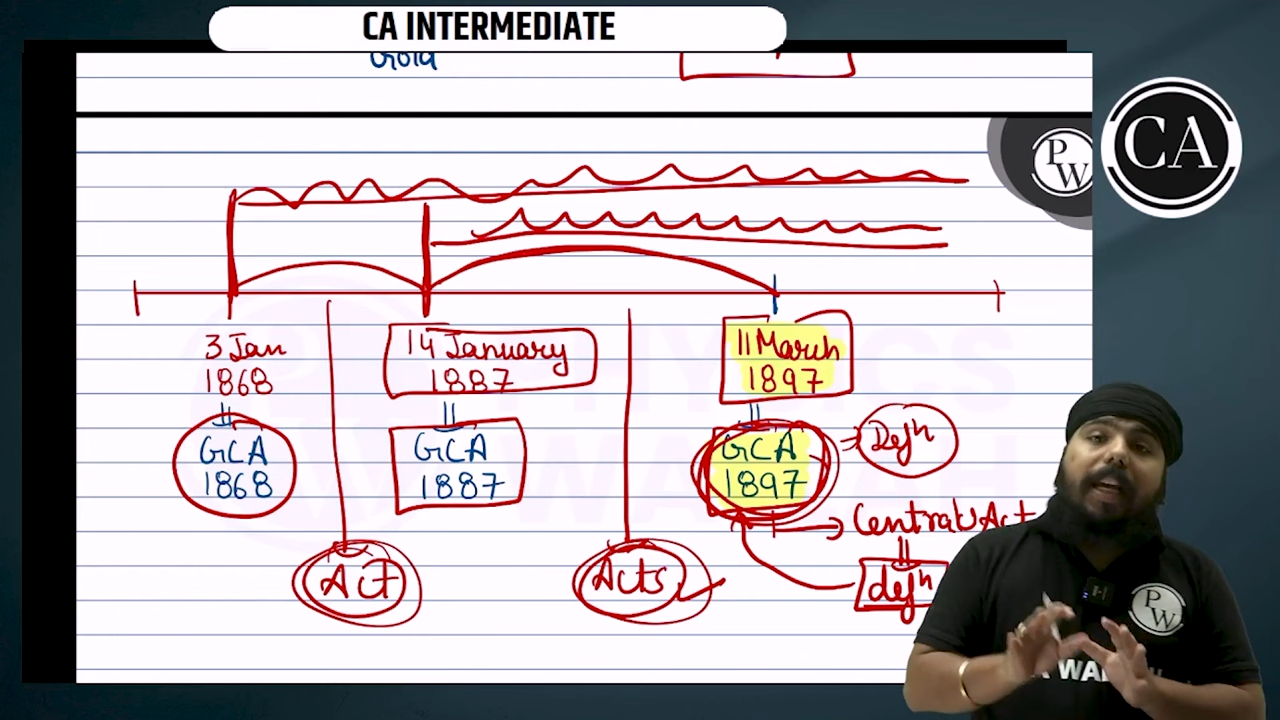 CA INTERMEDIATE
Gold
P
W
CA
3 Jan
1868
14 January
1887
11 March
1897
GCA
1868
GCA
1887
GCA
1897
Defn
Central Act
defn
Act
Acts
P
W
WA